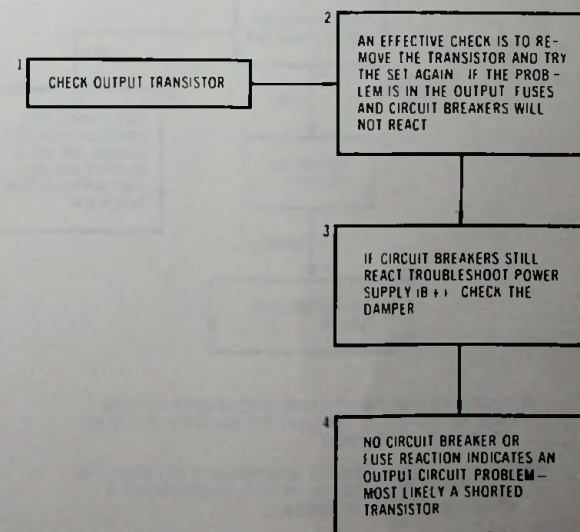 1
CHECK OUTPUT TRANSISTOR
2
AN EFFECTIVE CHECK IS TO RE-
MOVE THE TRANSISTOR AND TRY
THE SET AGAIN IF THE PROB-
LEM IS IN THE OUTPUT FUSES
AND CIRCUIT BREAKERS WILL
NOT REACT
3
IF CIRCUIT BREAKERS STILL
REACT TROUBLESHOOT POWER
SUPPLY (B+) CHECK THE
DAMPER
4
NO CIRCUIT BREAKER OR
FUSE REACTION INDICATES AN
OUTPUT CIRCUIT PROBLEM—
MOST LIKELY A SHORTED
TRANSISTOR